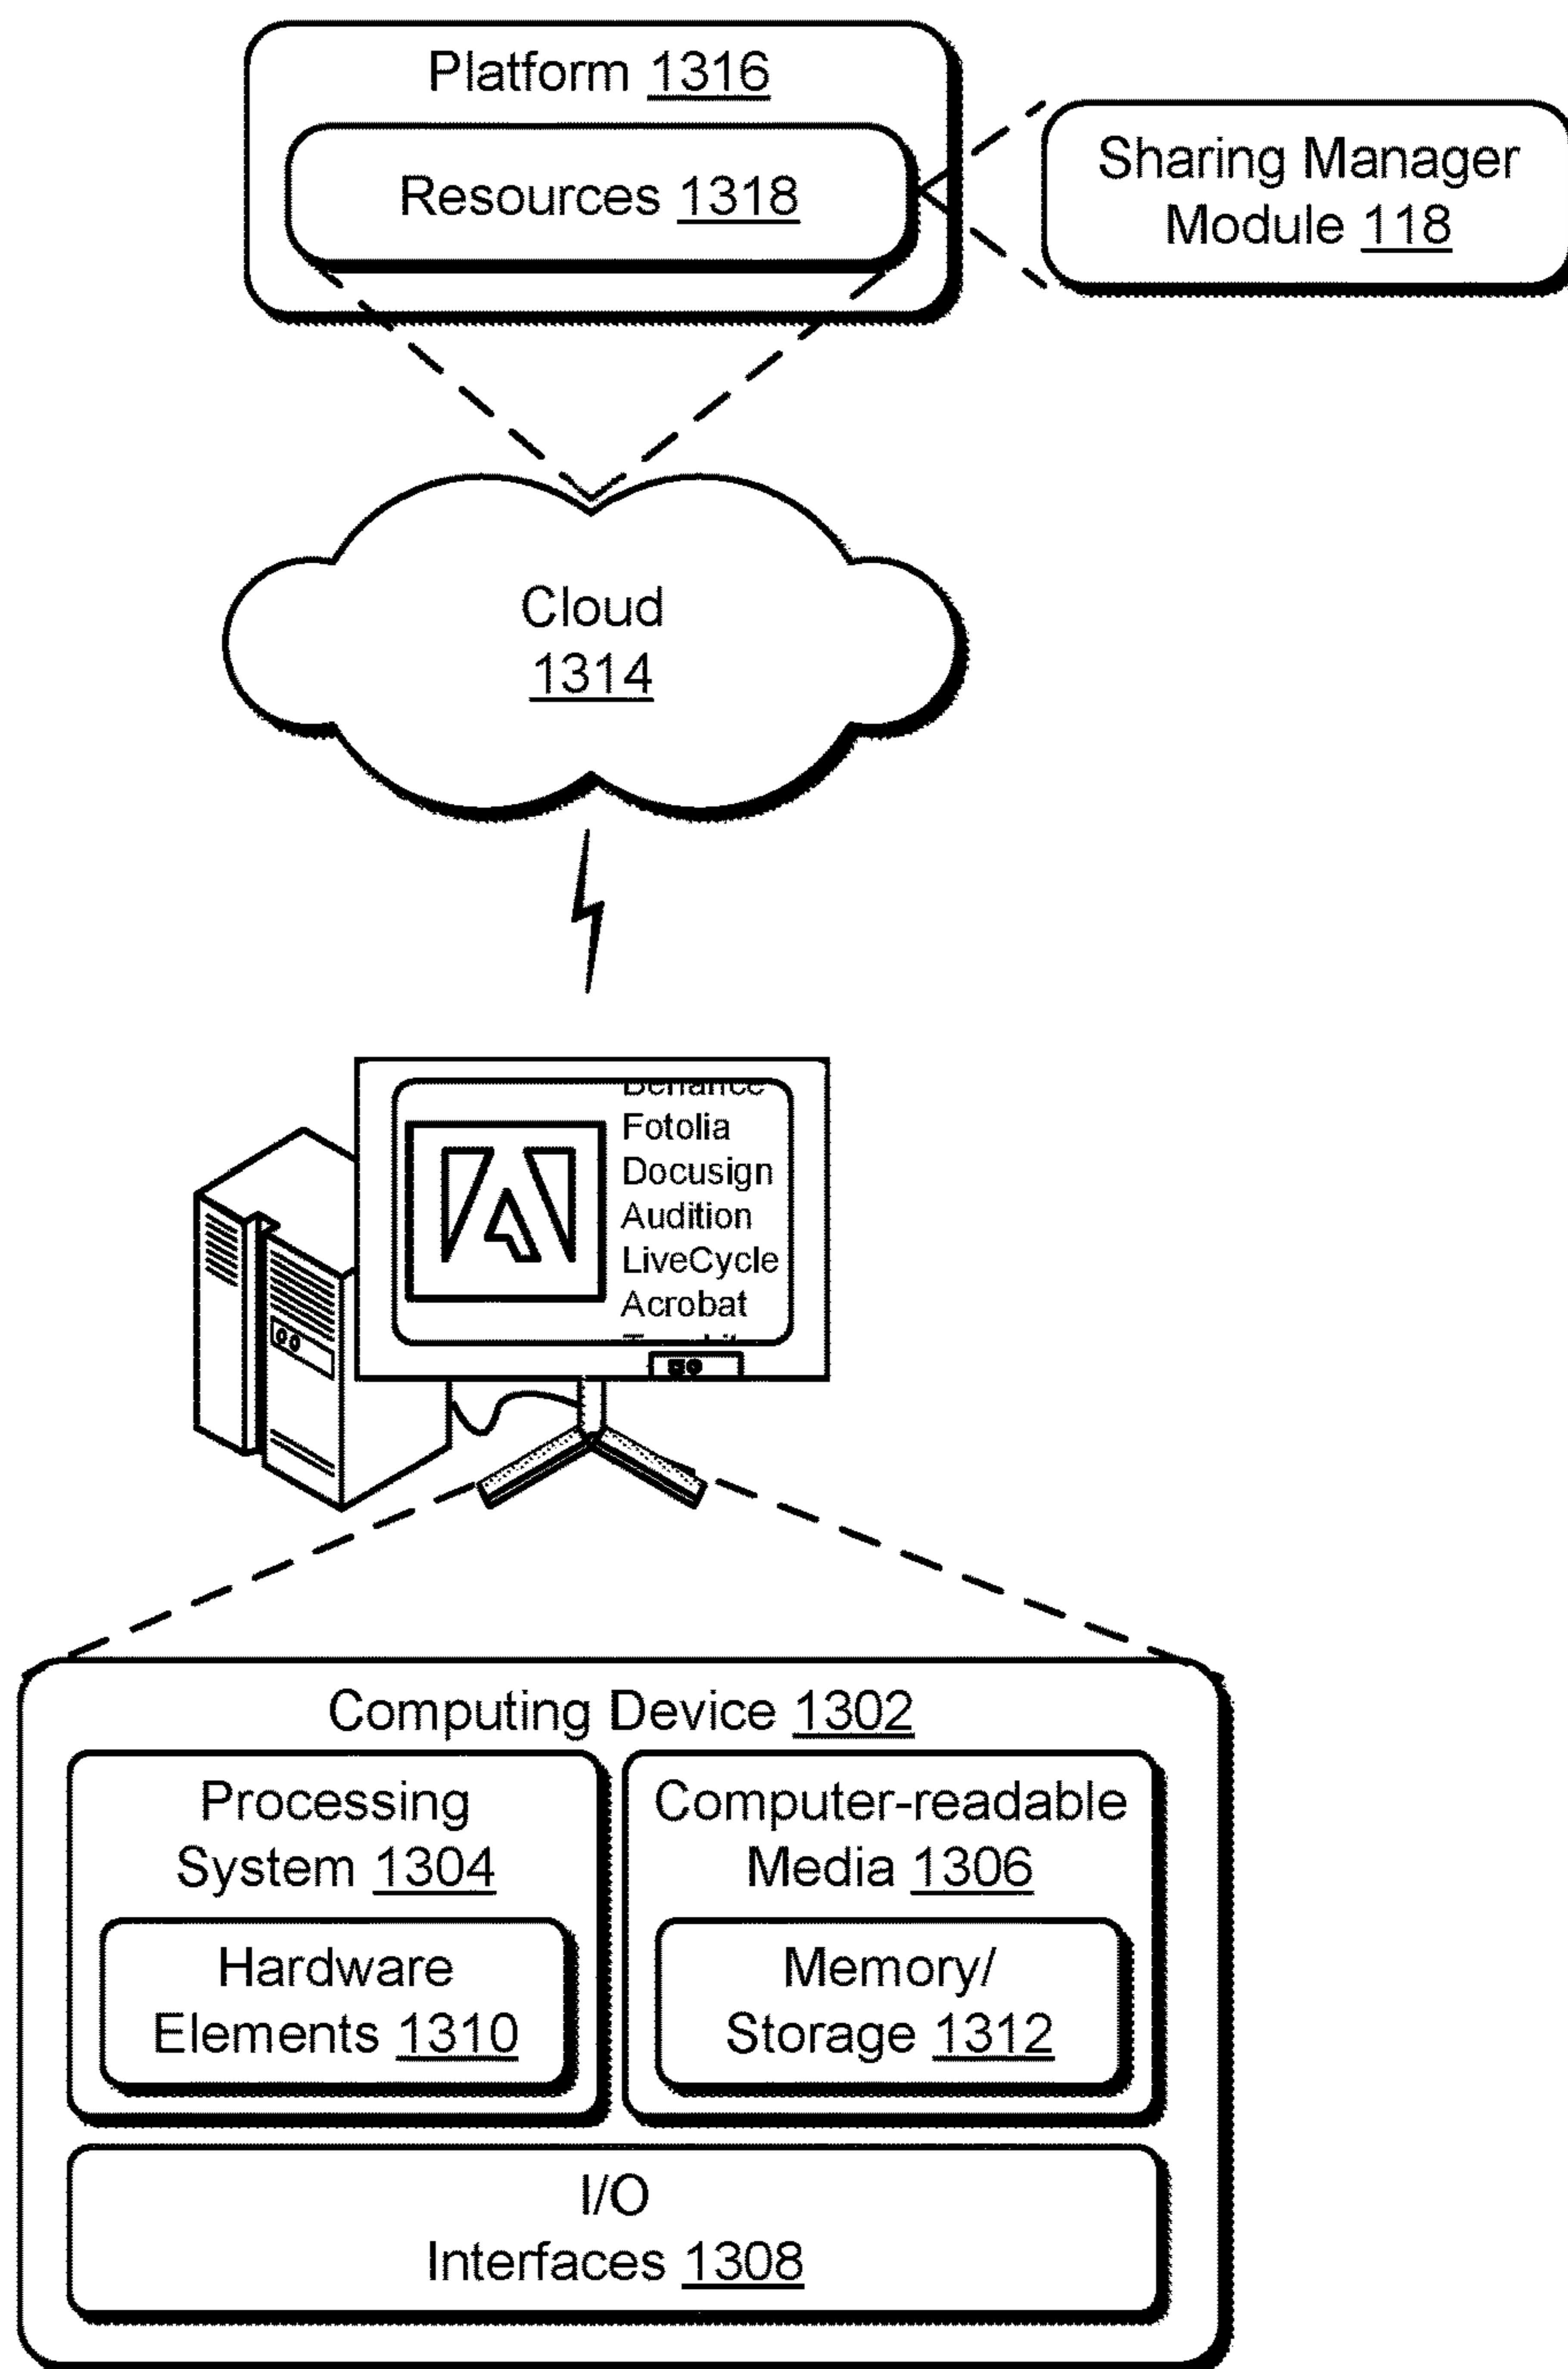 Platform 1316
Resources 1318
Sharing Manager
Module 118
Cloud
1314
Fotolia
Docusign
Audition
LiveCycle
Acrobat
Computing Device 1302
Processing
System 1304
Hardware
Elements 1310
Computer-readable
Media 1306
Memory/
Storage 1312
I/O
Interfaces 1308